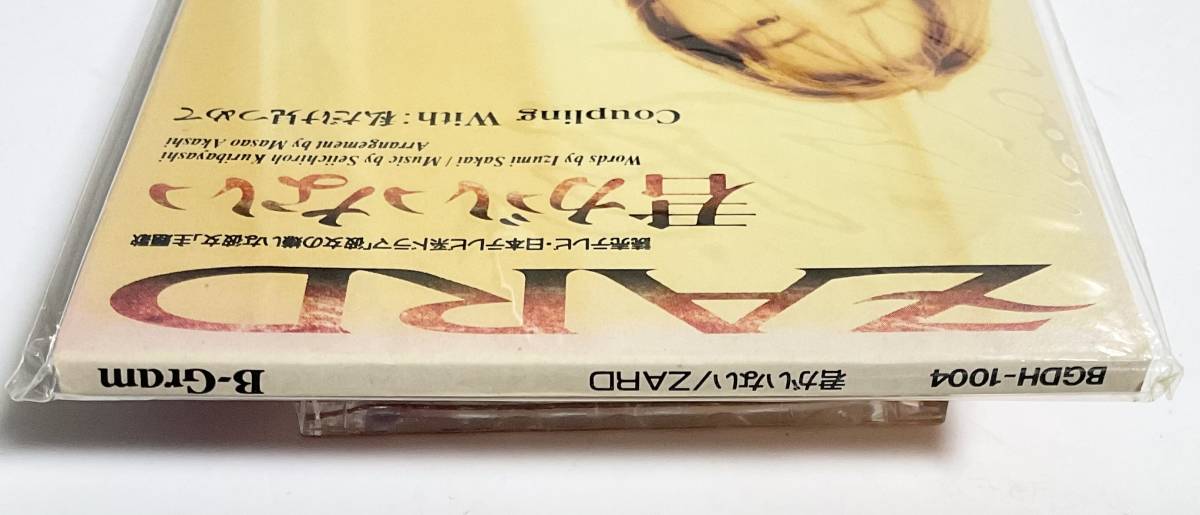 BGDH-1004 君がいない/ZARD B-Gram
ZARD
読売テレビ・日本テレビ系ドラマ「彼女の嫌いな彼女」主題歌
君がいない
Words by Izumi Sakai / Music by Seiichiroh Kuribayashi
Arrangement by Masao Akashi
Coupling With：私だけ見つめて